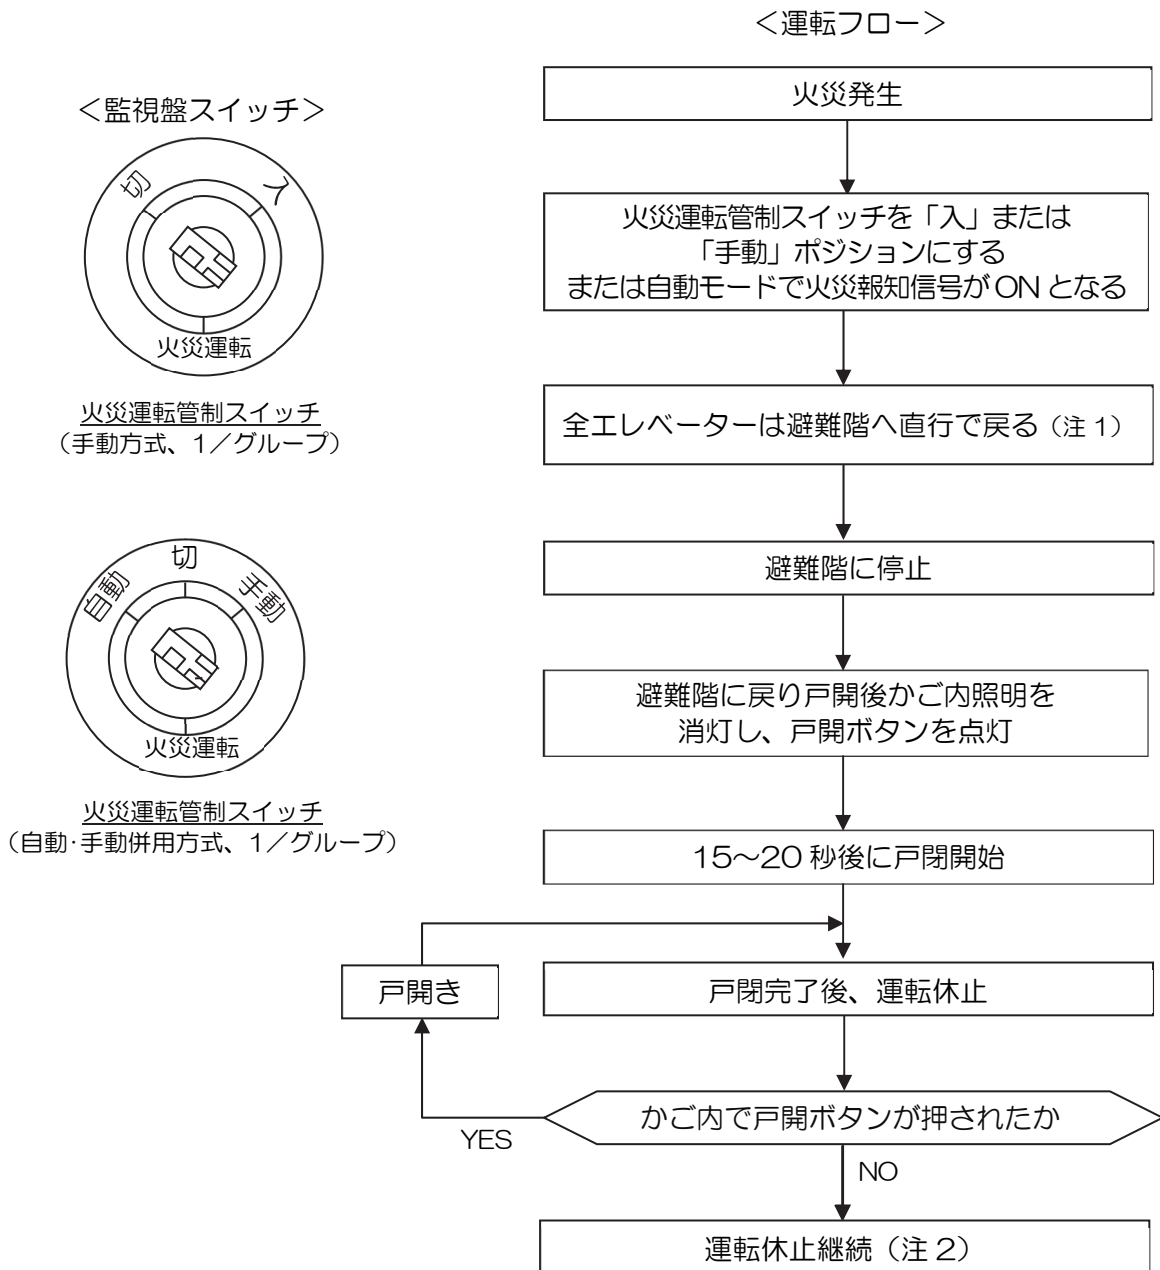 ＜監視盤スイッチ＞
切
入
火災運転
火災運転管制スイッチ
（手動方式、1／グループ）
自動
切
手動
火災運転
火災運転管制スイッチ
（自動･手動併用方式、1／グループ）
＜運転フロー＞
火災発生
火災運転管制スイッチを「入」または
「手動」ポジションにする
または自動モードで火災報知信号が ON となる
全エレベーターは避難階へ直行で戻る（注 1）
避難階に停止
避難階に戻り戸開後かご内照明を
消灯し、戸開ボタンを点灯
15～20 秒後に戸閉開始
戸開き
戸閉完了後、運転休止
かご内で戸開ボタンが押されたか
YES
NO
運転休止継続（注 2）